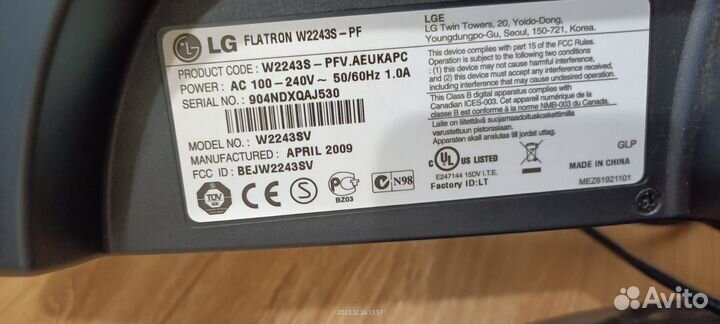 LG FLATRON W2243S-PF
PRODUCT CODE : W2243S-PFV.AEUKAPC
POWER : AC 100-240V~ 50/60Hz 1.0A
SERIAL NO. : 904NDXQAJ530
MODEL NO. : W2243SV
MANUFACTURED : APRIL 2009
FCC ID : BEJW2243SV
LGE
LG Twin Towers, 20, Yoido-Dong,
Youngdungpo-Gu, Seoul, 150-721, Korea.
This device complies with part 15 of the FCC Rules.
Operation is subject to the following two conditions
: (1) this device may not cause harmful interference,
and (2) this device must accept any interference received,
including interference that may cause undesired operation.
This Class B digital apparatus complies with
Canadian ICES-003. Cet appareil numérique de la
classe B est conforme à la norme NMB-003 du Canada.
Laite on liitettävä suojamaadoituskoskettimilla
varustettuun pistorasiaan.
Apparaten skall anslutas till jordat uttag.
GLP
TÜV
CE
S
PCT
BZ03
N98
c UL US LISTED
E247144 15DV I.T.E.
Factory ID:LT
MADE IN CHINA
MEZ61921101
2023.12.24 13:57
Avito